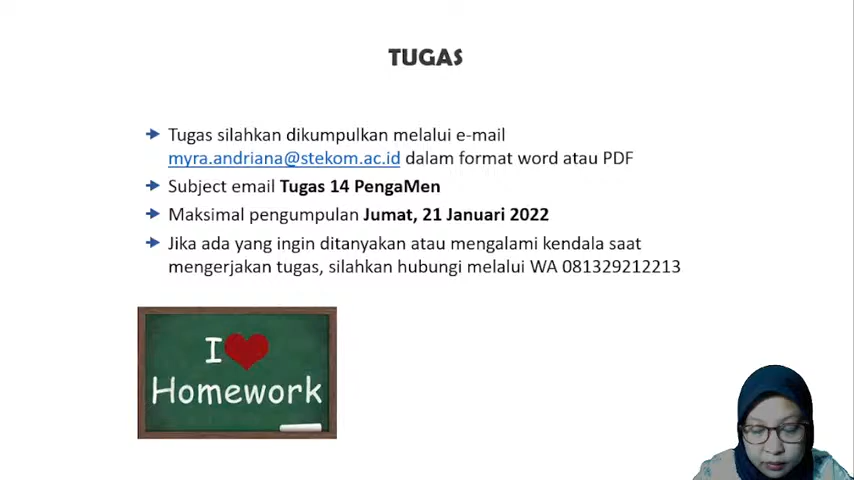 TUGAS
Tugas silahkan dikumpulkan melalui e-mail
myra.andriana@stekom.ac.id dalam format word atau PDF
Subject email Tugas 14 PengaMen
Maksimal pengumpulan Jumat, 21 Januari 2022
Jika ada yang ingin ditanyakan atau mengalami kendala saat
mengerjakan tugas, silahkan hubungi melalui WA 081329212213
I
Homework